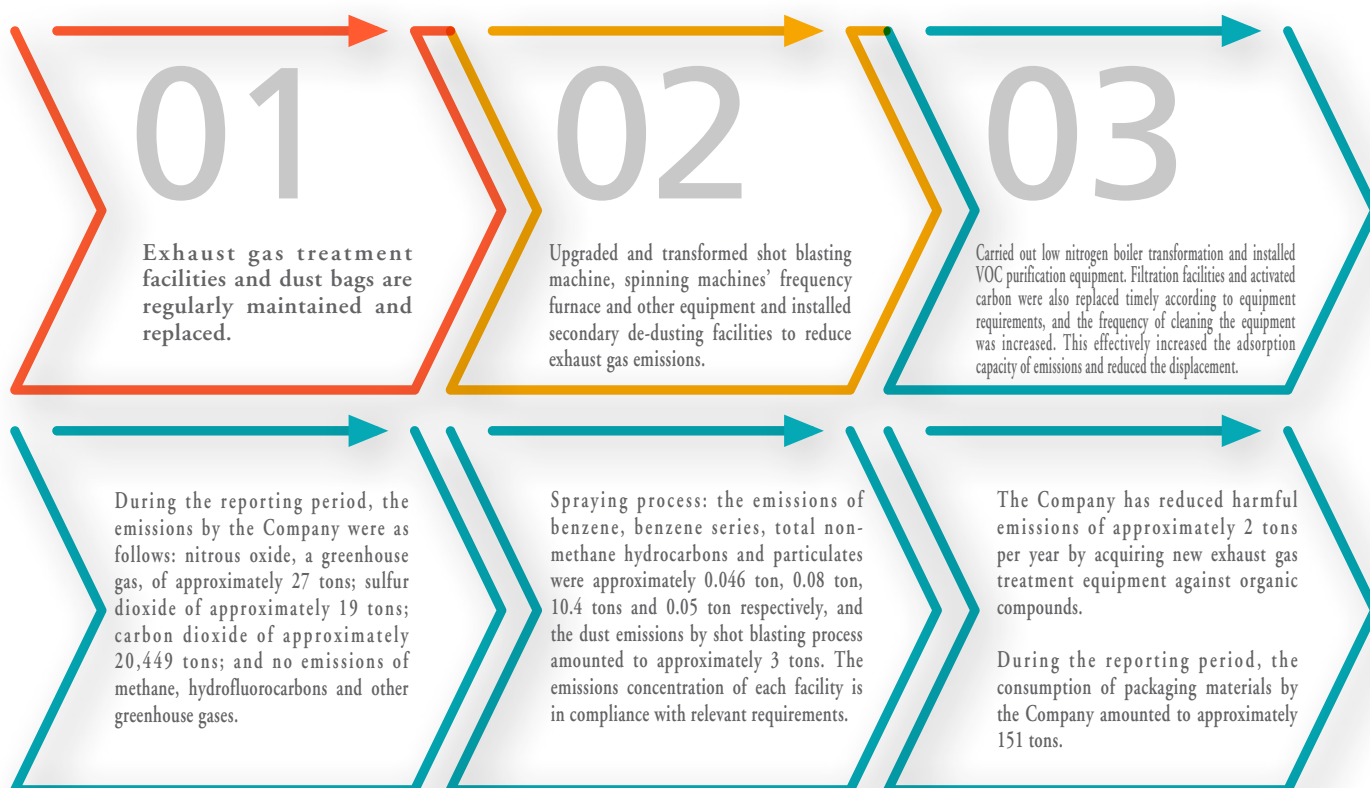 01
Exhaust gas treatment
facilities and dust bags are
regularly maintained and
replaced.
02
Upgraded and transformed shot blasting
machine, spinning machines’ frequency
furnace and other equipment and installed
secondary de-dusting facilities to reduce
exhaust gas emissions.
03
Carried out low nitrogen boiler transformation and installed
VOC purification equipment. Filtration facilities and activated
carbon were also replaced timely according to equipment
requirements, and the frequency of cleaning the equipment
was increased. This effectively increased the adsorption
capacity of emissions and reduced the displacement.
During the reporting period, the
emissions by the Company were as
follows: nitrous oxide, a greenhouse
gas, of approximately 27 tons; sulfur
dioxide of approximately 19 tons;
carbon dioxide of approximately
20,449 tons; and no emissions of
methane, hydrofluorocarbons and other
greenhouse gases.
Spraying process: the emissions of
benzene, benzene series, total non-
methane hydrocarbons and particulates
were approximately 0.046 ton, 0.08 ton,
10.4 tons and 0.05 ton respectively, and
the dust emissions by shot blasting process
amounted to approximately 3 tons. The
emissions concentration of each facility is
in compliance with relevant requirements.
The Company has reduced harmful
emissions of approximately 2 tons
per year by acquiring new exhaust gas
treatment equipment against organic
compounds.
During the reporting period, the
consumption of packaging materials by
the Company amounted to approximately
151 tons.